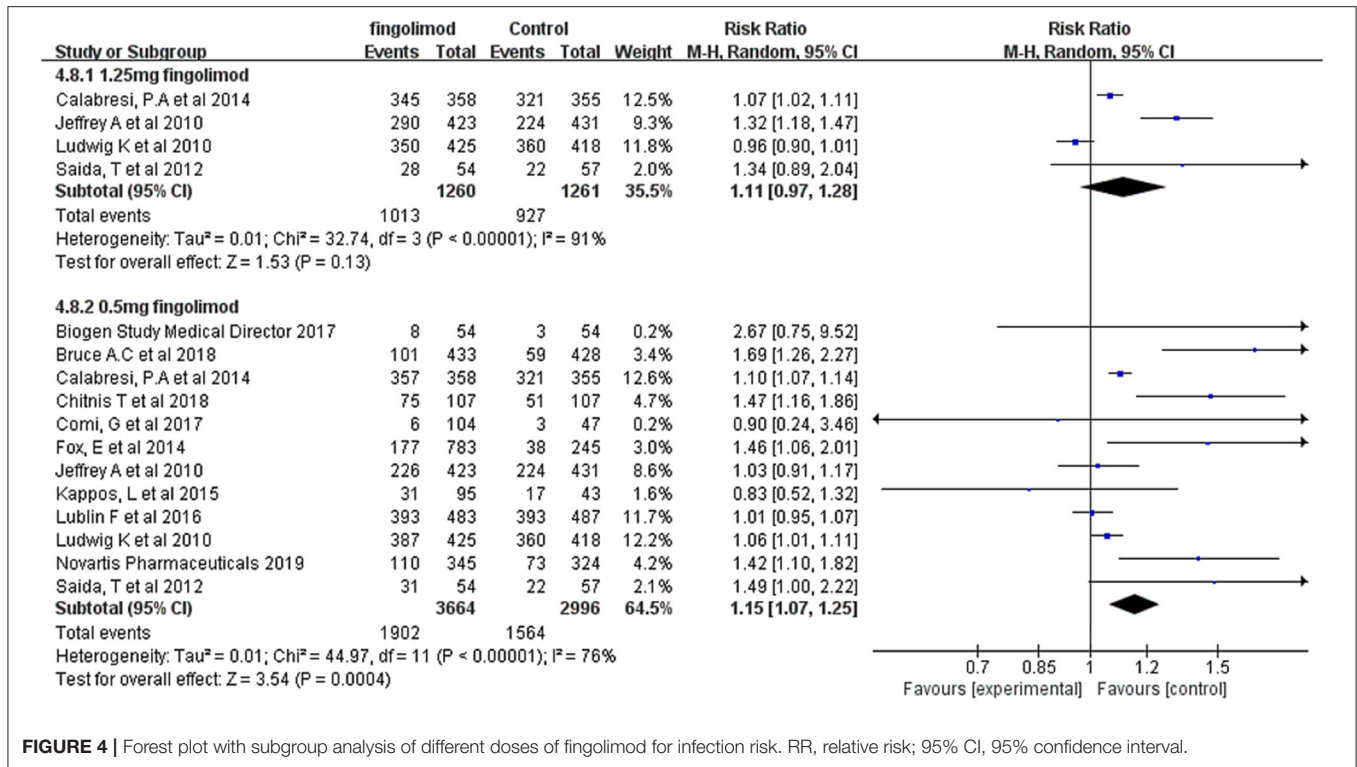 fingolimod Control Risk Ratio Risk Ratio
Study or Subgroup Events Total Events Total Weight M-H, Random, 95% CI M-H, Random, 95% CI
4.8.1 1.25mg fingolimod
Calabresi, P.A et al 2014 345 358 321 355 12.5% 1.07 [1.02, 1.11]
Jeffrey A et al 2010 290 423 224 431 9.3% 1.32 [1.18, 1.47]
Ludwig K et al 2010 350 425 360 418 11.8% 0.96 [0.90, 1.01]
Saida, T et al 2012 28 54 22 57 2.0% 1.34 [0.89, 2.04]
Subtotal (95% CI) 1260 1261 35.5% 1.11 [0.97, 1.28]
Total events 1013 927
Heterogeneity: Tau² = 0.01; Chi² = 32.74, df = 3 (P < 0.00001); I² = 91%
Test for overall effect: Z = 1.53 (P = 0.13)
4.8.2 0.5mg fingolimod
Biogen Study Medical Director 2017 8 54 3 54 0.2% 2.67 [0.75, 9.52]
Bruce A.C et al 2018 101 433 59 428 3.4% 1.69 [1.26, 2.27]
Calabresi, P.A et al 2014 357 358 321 355 12.6% 1.10 [1.07, 1.14]
Chitnis T et al 2018 75 107 51 107 4.7% 1.47 [1.16, 1.86]
Comi, G et al 2017 6 104 3 47 0.2% 0.90 [0.24, 3.46]
Fox, E et al 2014 177 783 38 245 3.0% 1.46 [1.06, 2.01]
Jeffrey A et al 2010 226 423 224 431 8.6% 1.03 [0.91, 1.17]
Kappos, L et al 2015 31 95 17 43 1.6% 0.83 [0.52, 1.32]
Lublin F et al 2016 393 483 393 487 11.7% 1.01 [0.95, 1.07]
Ludwig K et al 2010 387 425 360 418 12.2% 1.06 [1.01, 1.11]
Novartis Pharmaceuticals 2019 110 345 73 324 4.2% 1.42 [1.10, 1.82]
Saida, T et al 2012 31 54 22 57 2.1% 1.49 [1.00, 2.22]
Subtotal (95% CI) 3664 2996 64.5% 1.15 [1.07, 1.25]
Total events 1902 1564
Heterogeneity: Tau² = 0.01; Chi² = 44.97, df = 11 (P < 0.00001); I² = 76%
Test for overall effect: Z = 3.54 (P = 0.0004)
0.7 0.85 1 1.2 1.5
Favours [experimental] Favours [control]
FIGURE 4 | Forest plot with subgroup analysis of different doses of fingolimod for infection risk. RR, relative risk; 95% CI, 95% confidence interval.